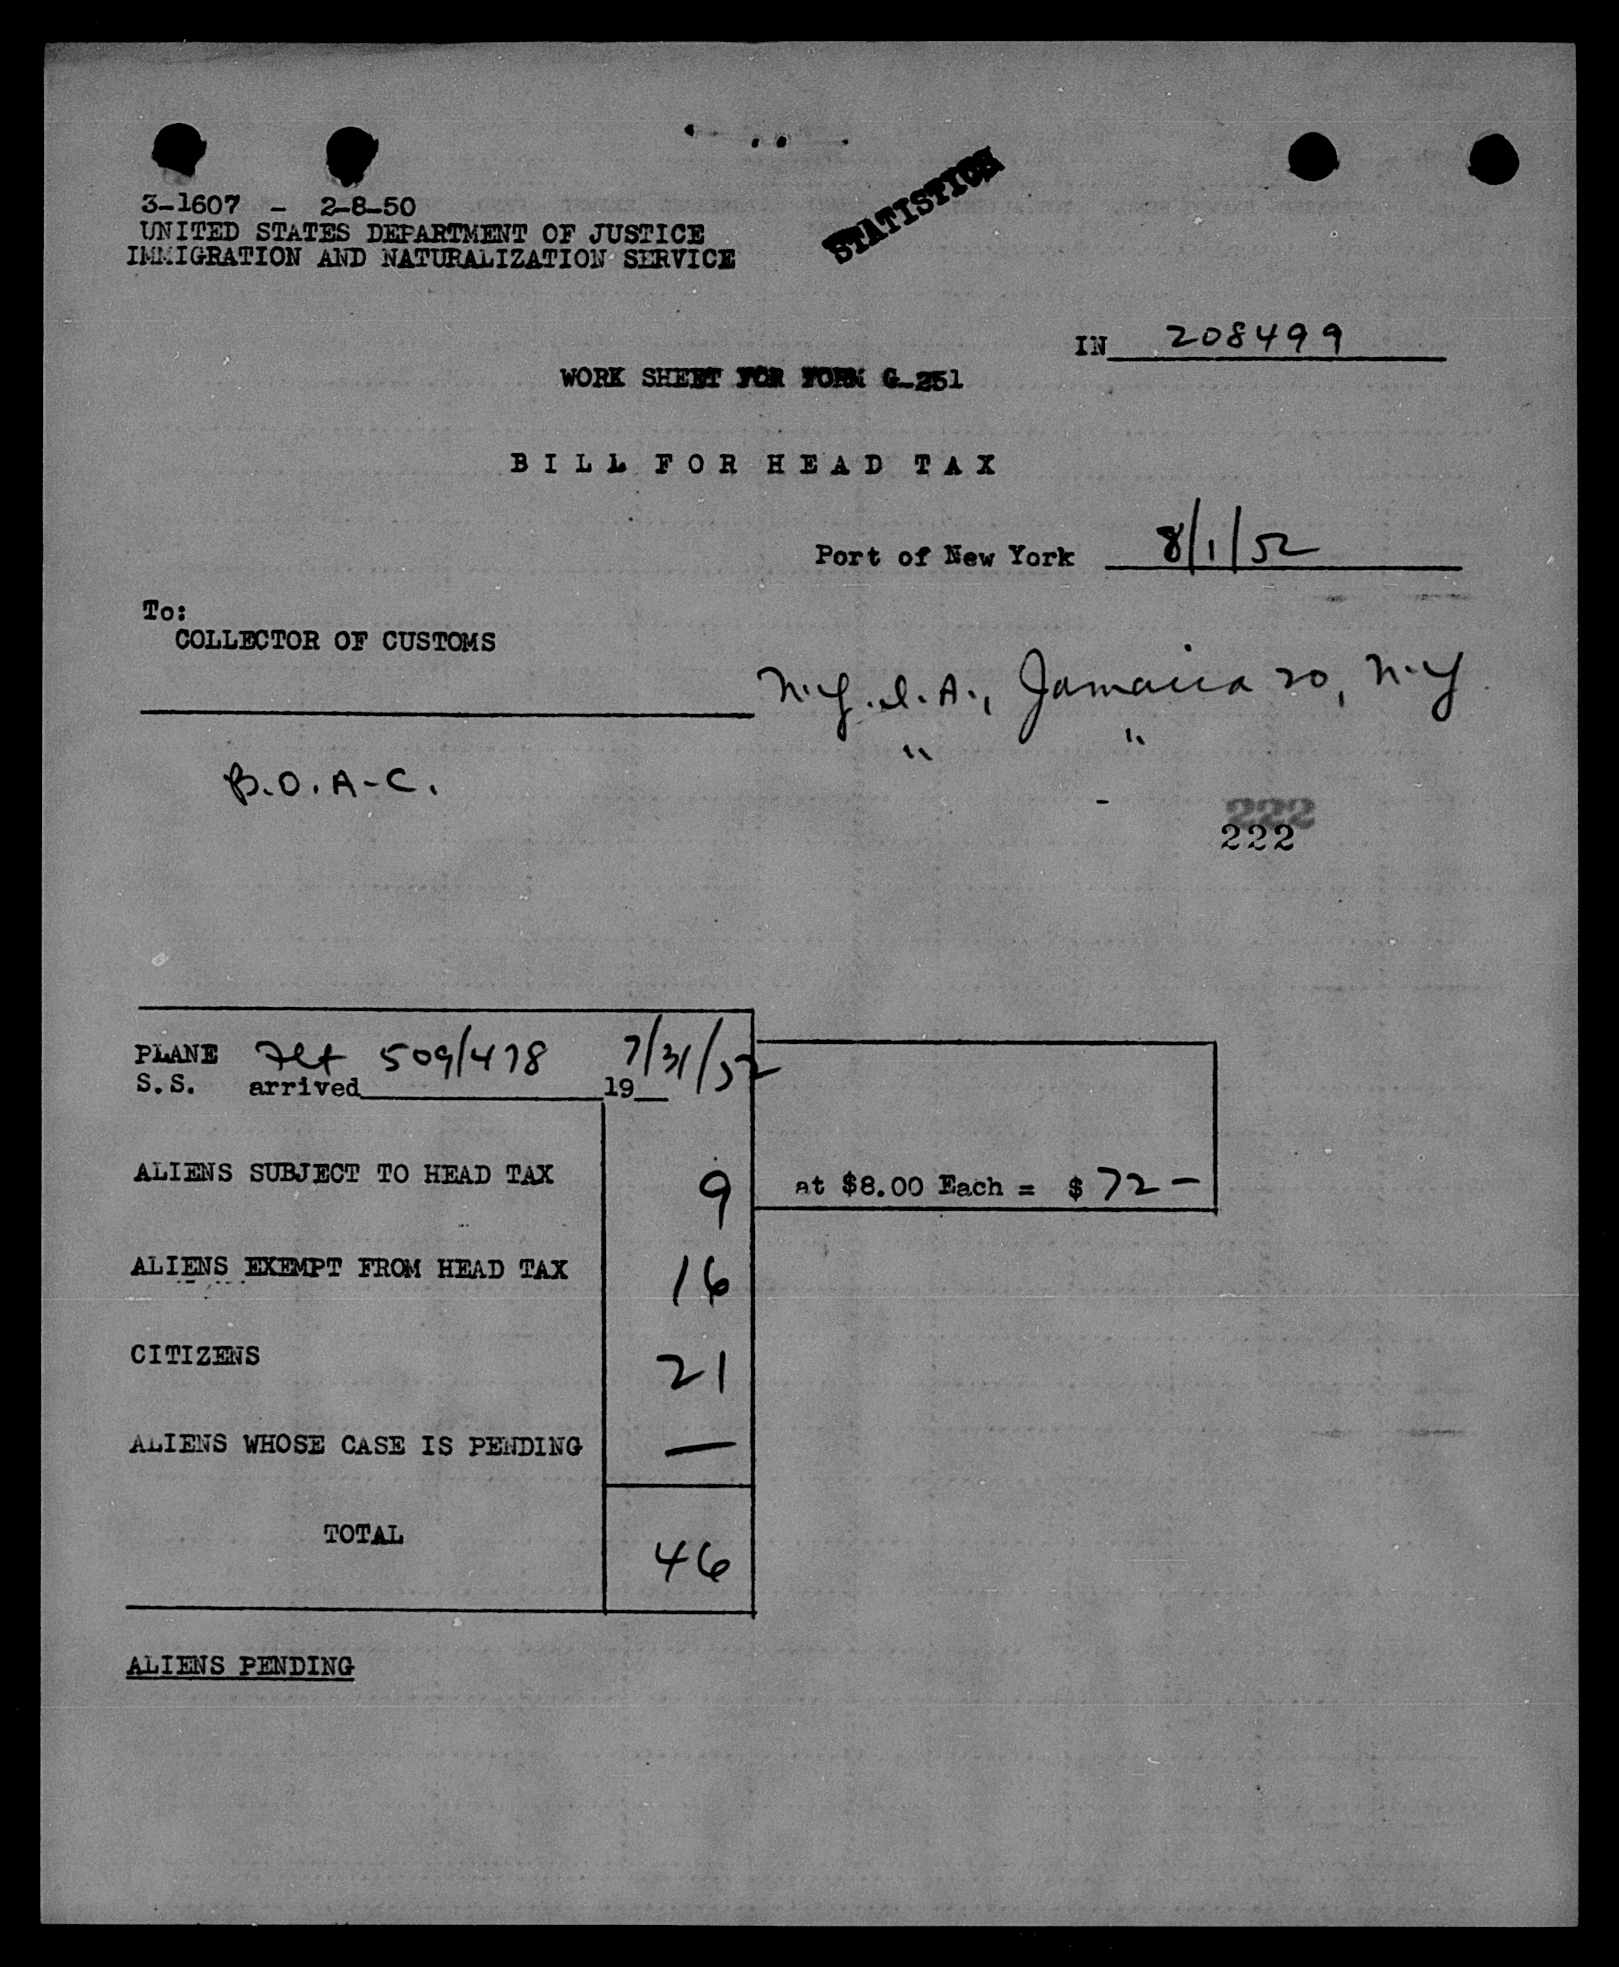 STATISTICS
3-1607 - 2-8-50
UNITED STATES DEPARTMENT OF JUSTICE
IMMIGRATION AND NATURALIZATION SERVICE
IN 208499
WORK SHEET FOR FORM G-251
BILL FOR HEAD TAX
Port of New York 8/1/52
To:
COLLECTOR OF CUSTOMS
N.Y.I.A., Jamaica 20, N.Y.
" "
B.O.A.C.
222
222
PLANE Flt 509/478 7/31/52
S.S. arrived 19
ALIENS SUBJECT TO HEAD TAX 9 at $8.00 Each = $ 72 -
ALIENS EXEMPT FROM HEAD TAX 16
CITIZENS 21
ALIENS WHOSE CASE IS PENDING —
TOTAL 46
ALIENS PENDING